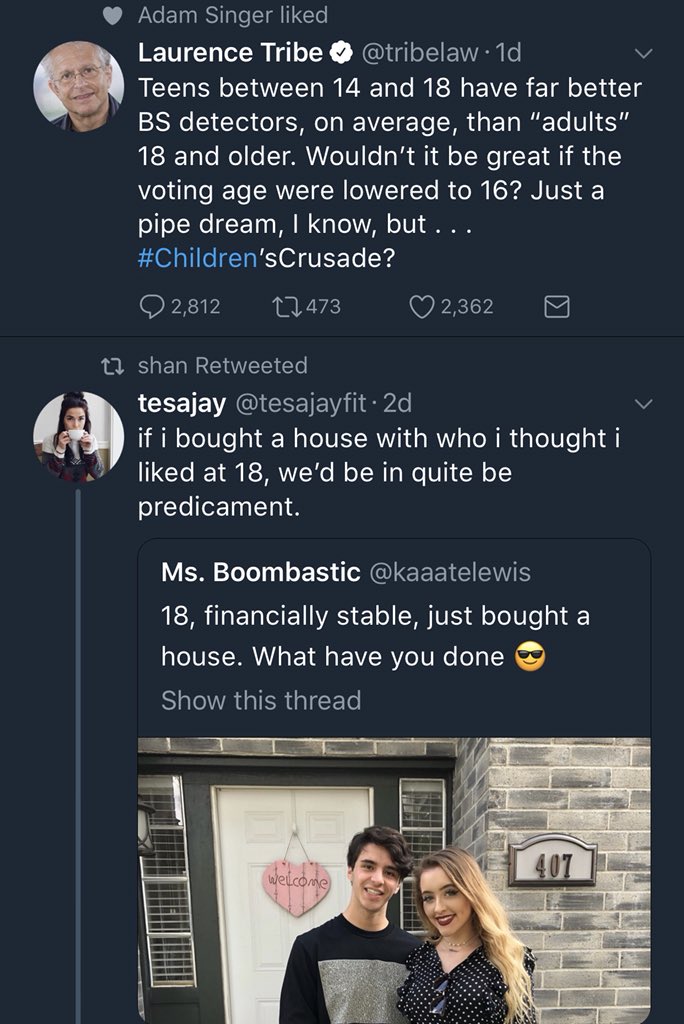 Adam Singer liked
Laurence Tribe @tribelaw · 1d
Teens between 14 and 18 have far better
BS detectors, on average, than “adults”
18 and older. Wouldn’t it be great if the
voting age were lowered to 16? Just a
pipe dream, I know, but . . .
#Children’sCrusade?
2,812 473 2,362
shan Retweeted
tesajay @tesajayfit · 2d
if i bought a house with who i thought i
liked at 18, we’d be in quite be
predicament.
Ms. Boombastic @kaaatelewis
18, financially stable, just bought a
house. What have you done 😎
Show this thread
welcome
407